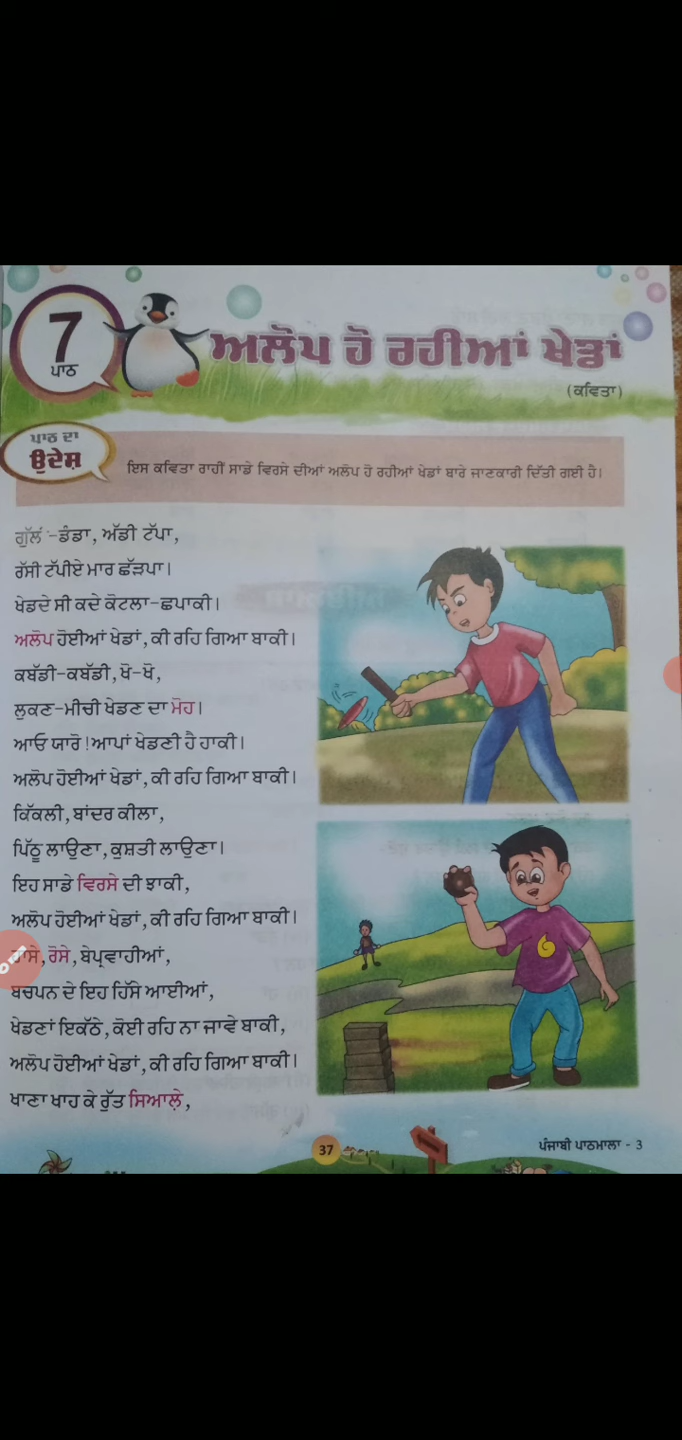 7
ਪਾਠ
ਅਲੋਪ ਹੋ ਰਹੀਆਂ ਖੇਡਾਂ
(ਕਵਿਤਾ)
ਪਾਠ ਦਾ
ਉਦੇਸ਼
ਇਸ ਕਵਿਤਾ ਰਾਹੀਂ ਸਾਡੇ ਵਿਰਸੇ ਦੀਆਂ ਅਲੋਪ ਹੋ ਰਹੀਆਂ ਖੇਡਾਂ ਬਾਰੇ ਜਾਣਕਾਰੀ ਦਿੱਤੀ ਗਈ ਹੈ।
ਗੁੱਲੀ-ਡੰਡਾ, ਅੱਡੀ ਟੱਪਾ,
ਰੱਸੀ ਟੱਪੀਏ ਮਾਰ ਛੱੜਪਾ।
ਖੇਡਦੇ ਸੀ ਕਦੇ ਕੋਟਲਾ-ਛਪਾਕੀ।
ਅਲੋਪ ਹੋਈਆਂ ਖੇਡਾਂ, ਕੀ ਰਹਿ ਗਿਆ ਬਾਕੀ।
ਕਬੱਡੀ-ਕਬੱਡੀ, ਖੋ-ਖੋ,
ਲੁਕਣ-ਮੀਚੀ ਖੇਡਣ ਦਾ ਮੋਹ।
ਆਓ ਯਾਰੋ! ਆਪਾਂ ਖੇਡਣੀ ਹੈ ਹਾਕੀ।
ਅਲੋਪ ਹੋਈਆਂ ਖੇਡਾਂ, ਕੀ ਰਹਿ ਗਿਆ ਬਾਕੀ।
ਕਿੱਕਲੀ, ਬਾਂਦਰ ਕੀਲਾ,
ਪਿੱਠੂ ਲਾਉਣਾ, ਕੁਸ਼ਤੀ ਲਾਉਣਾ।
ਇਹ ਸਾਡੇ ਵਿਰਸੇ ਦੀ ਝਾਕੀ,
ਅਲੋਪ ਹੋਈਆਂ ਖੇਡਾਂ, ਕੀ ਰਹਿ ਗਿਆ ਬਾਕੀ।
ਰੋਸੇ, ਬੇਪ੍ਰਵਾਹੀਆਂ,
ਬਚਪਨ ਦੇ ਇਹ ਹਿੱਸੇ ਆਈਆਂ,
ਖੇਡਣਾਂ ਇਕੱਠੇ, ਕੋਈ ਰਹਿ ਨਾ ਜਾਵੇ ਬਾਕੀ,
ਅਲੋਪ ਹੋਈਆਂ ਖੇਡਾਂ, ਕੀ ਰਹਿ ਗਿਆ ਬਾਕੀ।
ਖਾਣਾ ਖਾਹ ਕੇ ਰੁੱਤ ਸਿਆਲ਼ੇ,
37
ਪੰਜਾਬੀ ਪਾਠਮਾਲਾ - 3